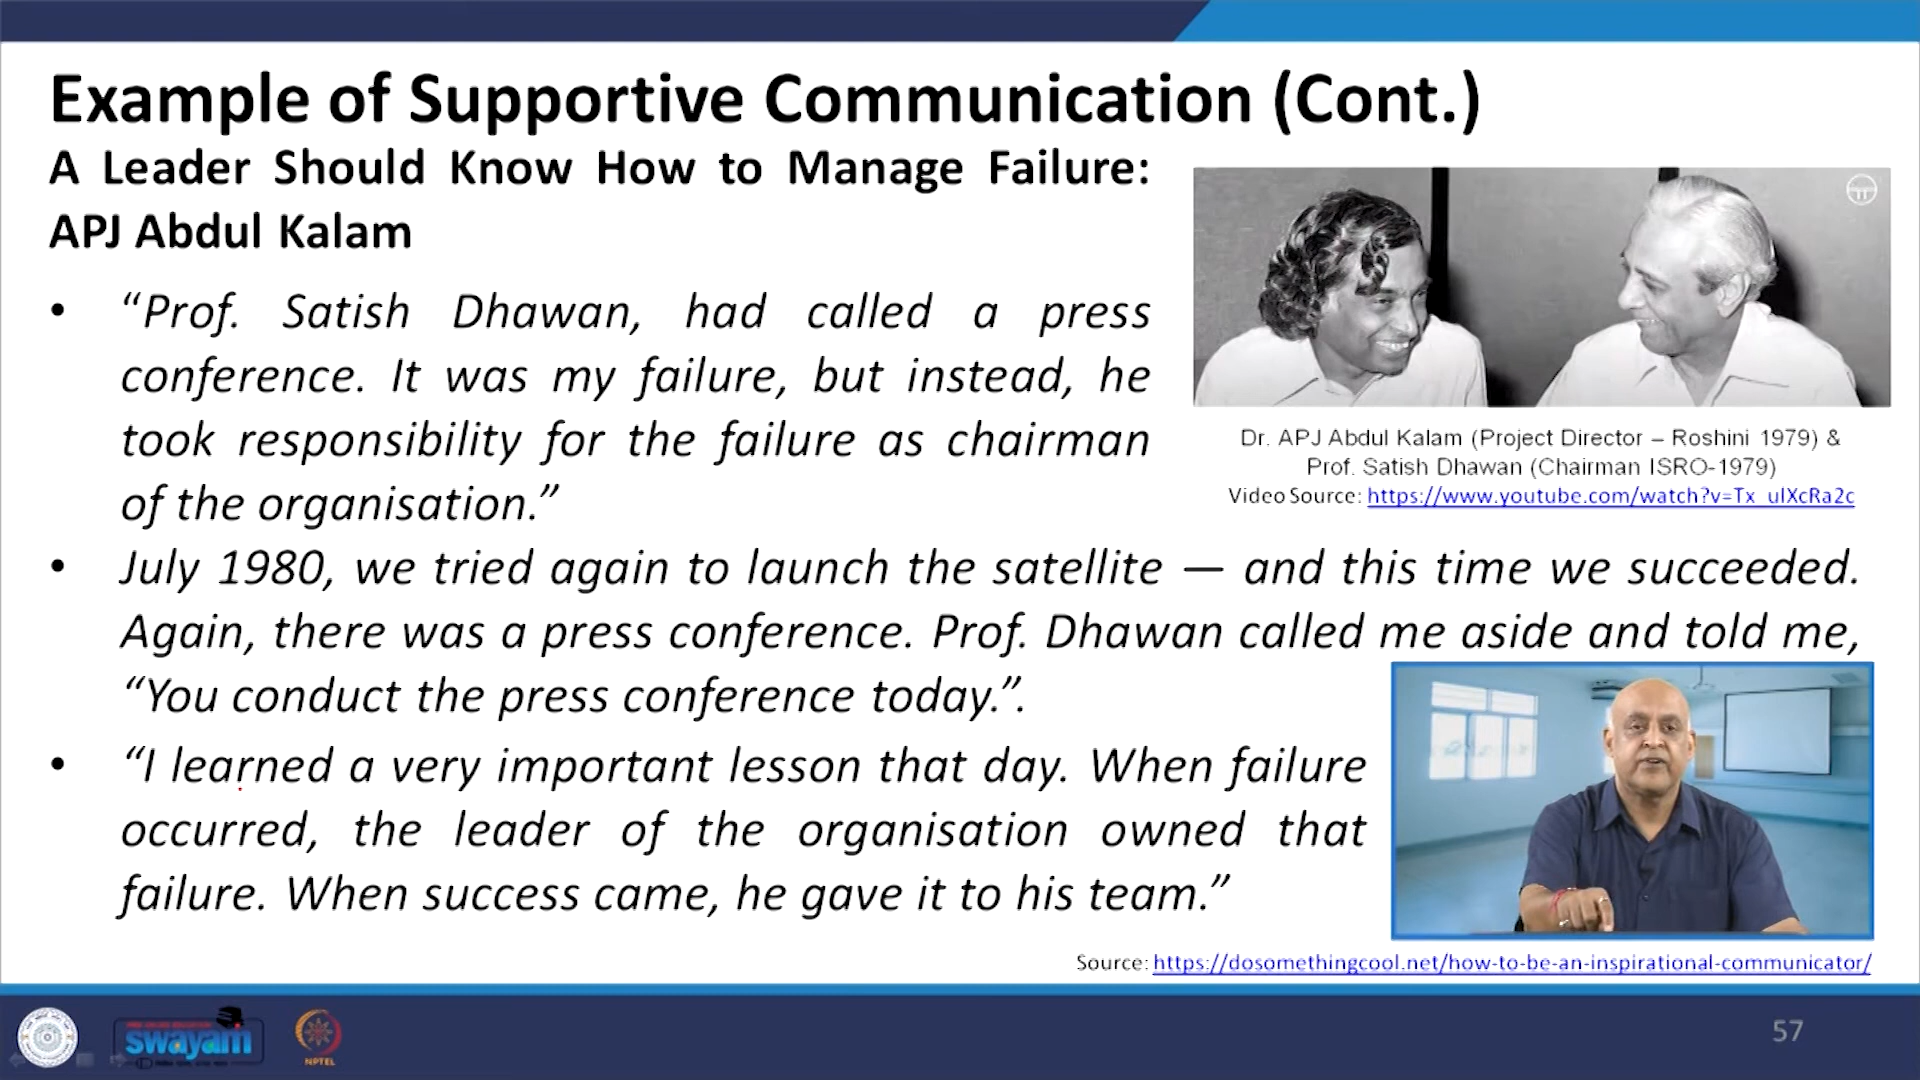 Example of Supportive Communication (Cont.)
A Leader Should Know How to Manage Failure:
APJ Abdul Kalam
• “Prof. Satish Dhawan, had called a press
conference. It was my failure, but instead, he
took responsibility for the failure as chairman
of the organisation.”
Dr. APJ Abdul Kalam (Project Director – Roshini 1979) &
Prof. Satish Dhawan (Chairman ISRO-1979)
Video Source: https://www.youtube.com/watch?v=Tx_ulXcRa2c
• July 1980, we tried again to launch the satellite — and this time we succeeded.
Again, there was a press conference. Prof. Dhawan called me aside and told me,
“You conduct the press conference today.”.
• “I learned a very important lesson that day. When failure
occurred, the leader of the organisation owned that
failure. When success came, he gave it to his team.”
Source: https://dosomethingcool.net/how-to-be-an-inspirational-communicator/
swayam
NPTEL
57